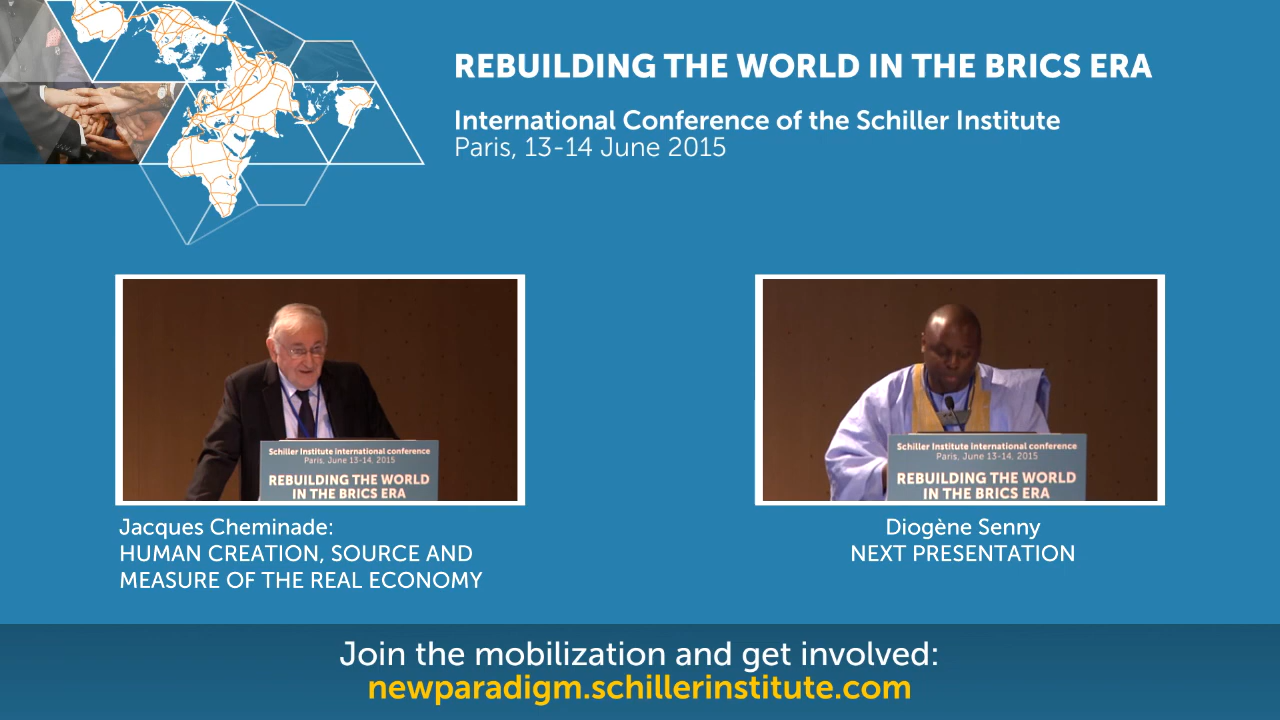 REBUILDING THE WORLD IN THE BRICS ERA
International Conference of the Schiller Institute
Paris, 13-14 June 2015
Schiller Institute international conference
Paris, June 13-14, 2015
REBUILDING THE WORLD
IN THE BRICS ERA
Jacques Cheminade:
HUMAN CREATION, SOURCE AND
MEASURE OF THE REAL ECONOMY
Schiller Institute international conference
Paris, June 13-14, 2015
REBUILDING THE WORLD
IN THE BRICS ERA
Diogène Senny
NEXT PRESENTATION
Join the mobilization and get involved:
newparadigm.schillerinstitute.com